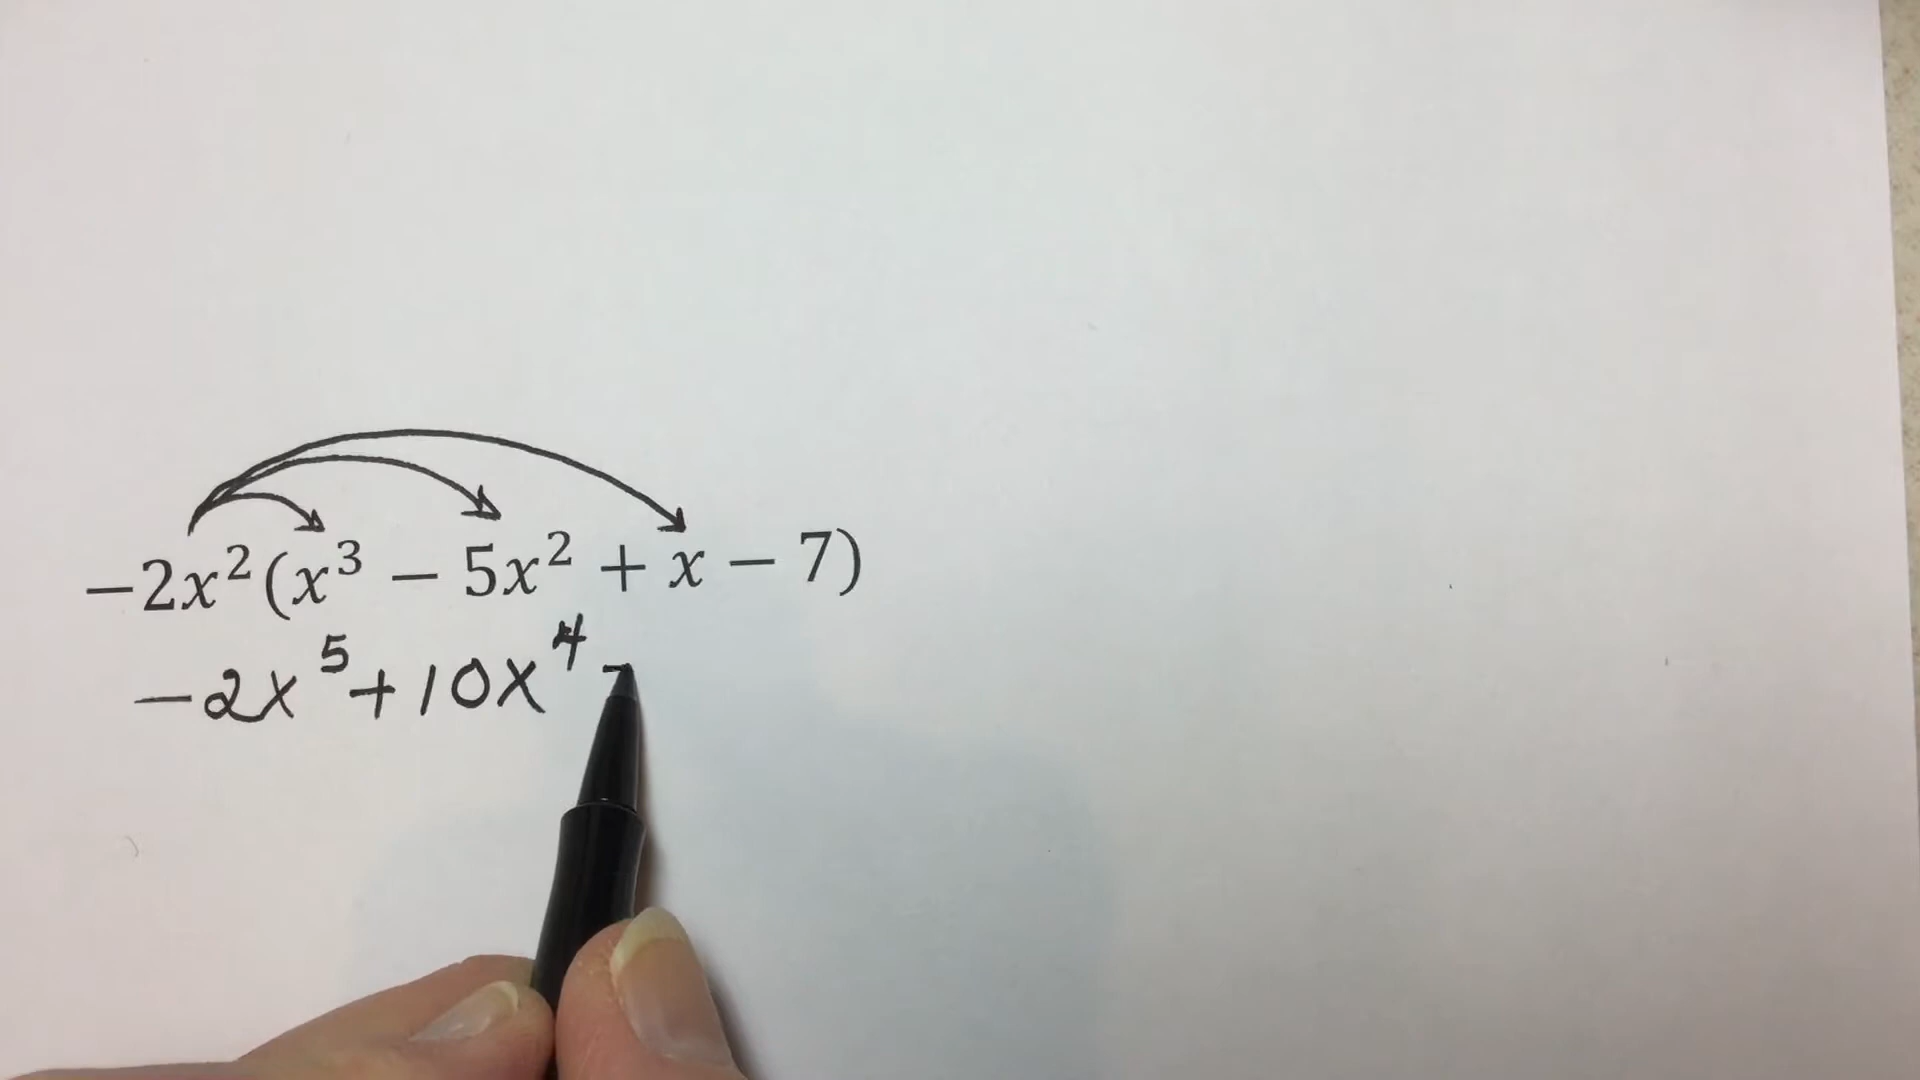 −2x²(x³ − 5x² + x − 7)
−2x⁵ + 10x⁴ −